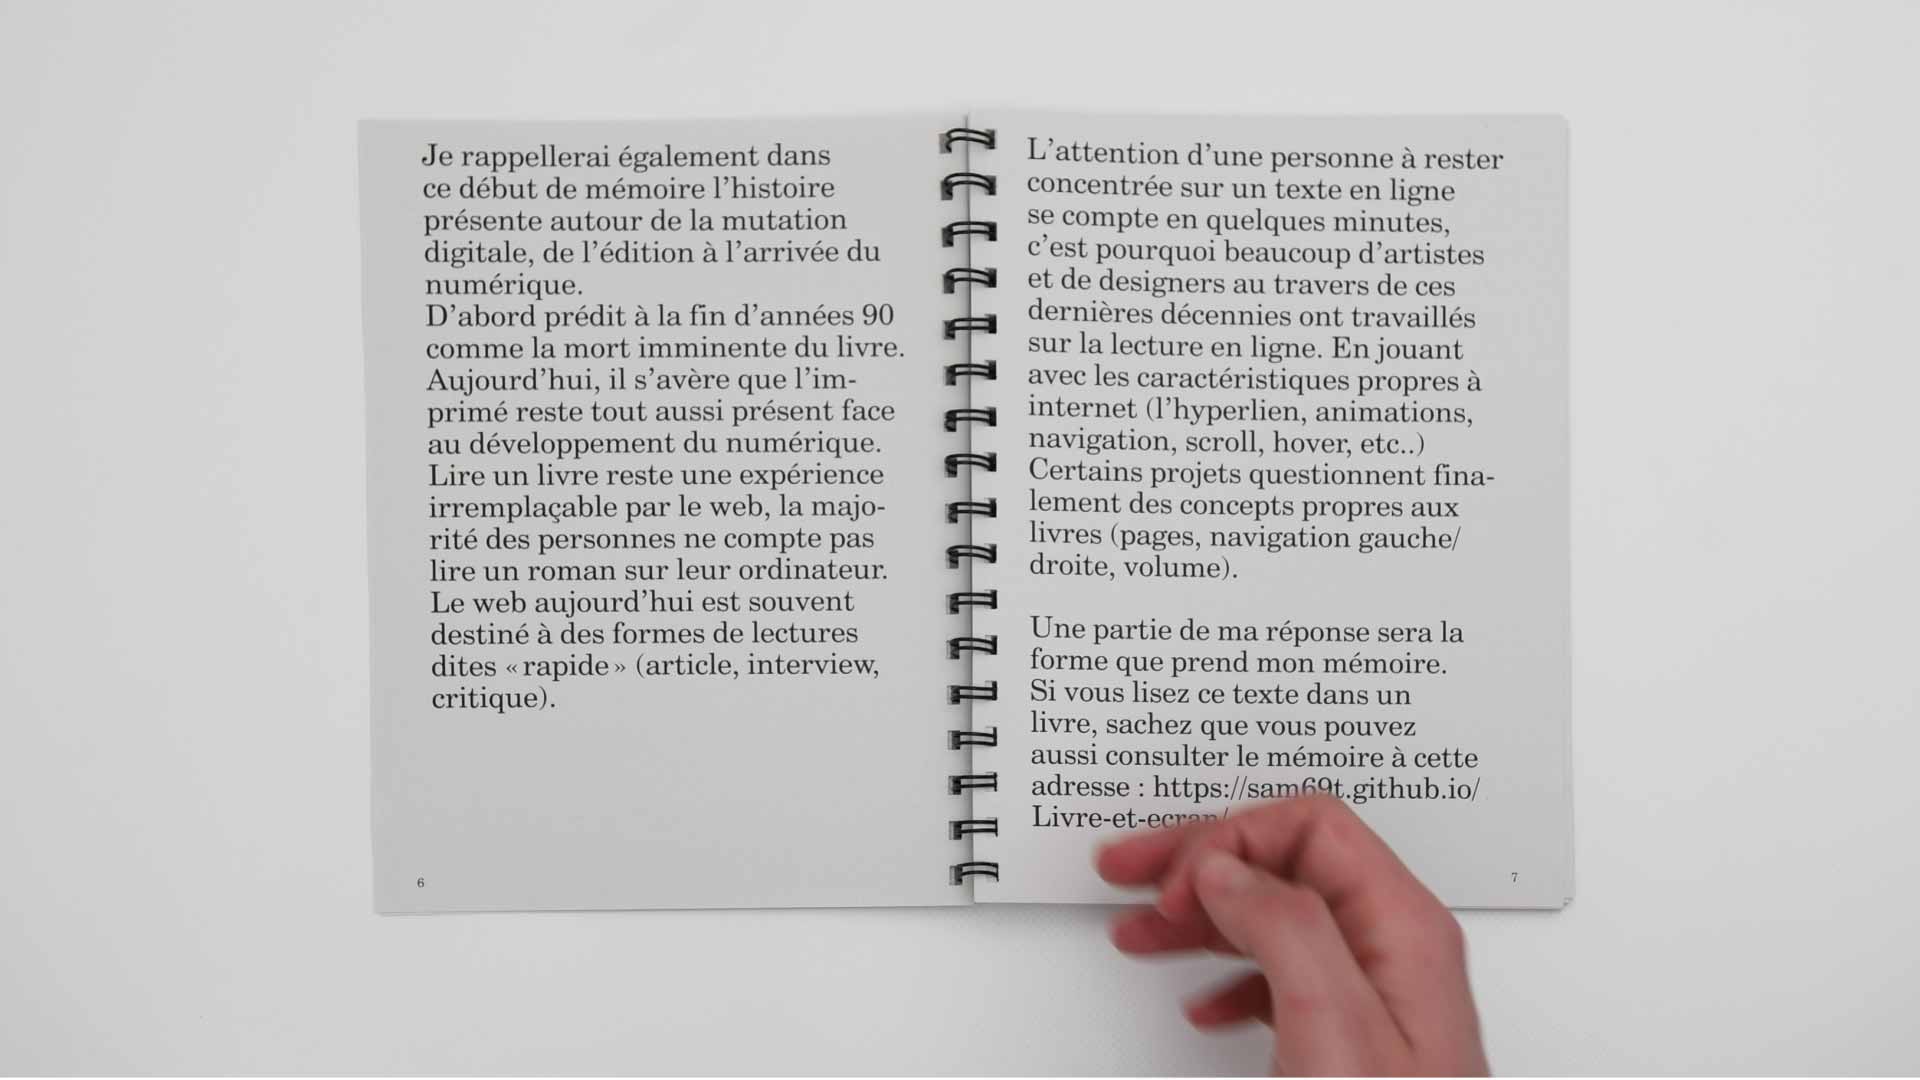 Je rappellerai également dans
ce début de mémoire l’histoire
présente autour de la mutation
digitale, de l’édition à l’arrivée du
numérique.
D’abord prédit à la fin d’années 90
comme la mort imminente du livre.
Aujourd’hui, il s’avère que l’im-
primé reste tout aussi présent face
au développement du numérique.
Lire un livre reste une expérience
irremplaçable par le web, la majo-
rité des personnes ne compte pas
lire un roman sur leur ordinateur.
Le web aujourd’hui est souvent
destiné à des formes de lectures
dites « rapide » (article, interview,
critique).
6
L’attention d’une personne à rester
concentrée sur un texte en ligne
se compte en quelques minutes,
c’est pourquoi beaucoup d’artistes
et de designers au travers de ces
dernières décennies ont travaillés
sur la lecture en ligne. En jouant
avec les caractéristiques propres à
internet (l’hyperlien, animations,
navigation, scroll, hover, etc..)
Certains projets questionnent fina-
lement des concepts propres aux
livres (pages, navigation gauche/
droite, volume).
Une partie de ma réponse sera la
forme que prend mon mémoire.
Si vous lisez ce texte dans un
livre, sachez que vous pouvez
aussi consulter le mémoire à cette
adresse : https://sam69t.github.io/
Livre-et-ecran/
7